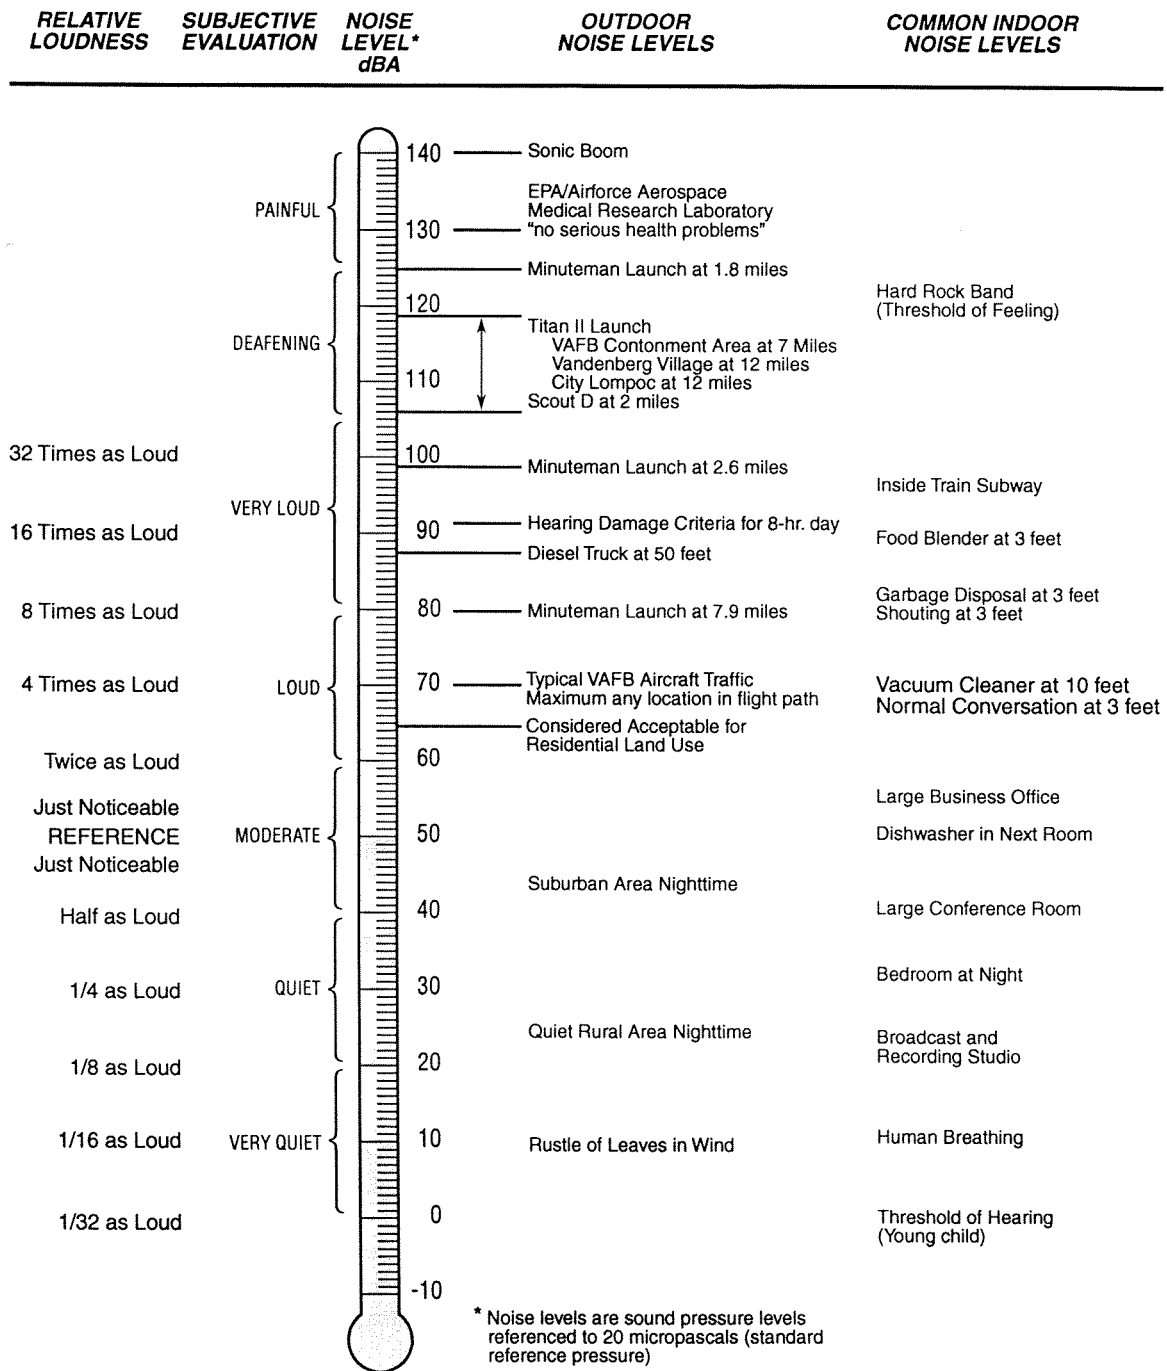 RELATIVE LOUDNESS
SUBJECTIVE EVALUATION
NOISE LEVEL* dBA
OUTDOOR NOISE LEVELS
COMMON INDOOR NOISE LEVELS
140 Sonic Boom
PAINFUL
EPA/Airforce Aerospace
Medical Research Laboratory
130 "no serious health problems"
Minuteman Launch at 1.8 miles
120
Hard Rock Band
(Threshold of Feeling)
DEAFENING
Titan II Launch
VAFB Contonment Area at 7 Miles
Vandenberg Village at 12 miles
110 City Lompoc at 12 miles
Scout D at 2 miles
32 Times as Loud
100
Minuteman Launch at 2.6 miles
Inside Train Subway
VERY LOUD
16 Times as Loud
90 Hearing Damage Criteria for 8-hr. day
Food Blender at 3 feet
Diesel Truck at 50 feet
8 Times as Loud
80 Minuteman Launch at 7.9 miles
Garbage Disposal at 3 feet
Shouting at 3 feet
4 Times as Loud
LOUD
70 Typical VAFB Aircraft Traffic
Maximum any location in flight path
Vacuum Cleaner at 10 feet
Normal Conversation at 3 feet
Considered Acceptable for
Residential Land Use
Twice as Loud
60
Just Noticeable
Large Business Office
REFERENCE
MODERATE
50
Dishwasher in Next Room
Just Noticeable
Suburban Area Nighttime
Half as Loud
40
Large Conference Room
Bedroom at Night
1/4 as Loud
QUIET
30
Quiet Rural Area Nighttime
Broadcast and
Recording Studio
1/8 as Loud
20
1/16 as Loud
VERY QUIET
10
Rustle of Leaves in Wind
Human Breathing
1/32 as Loud
0
Threshold of Hearing
(Young child)
-10
* Noise levels are sound pressure levels
referenced to 20 micropascals (standard
reference pressure)